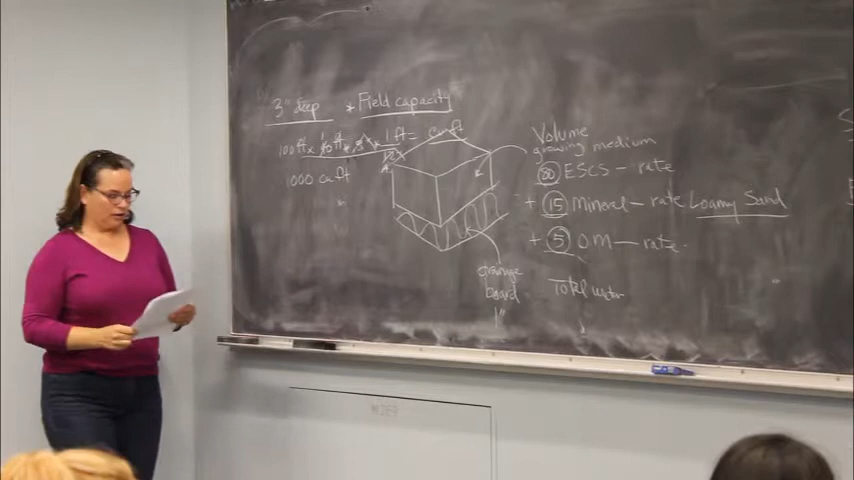 3" deep
* Field capacity
1 ft = cu ft
1000 cu ft
drainage
board
1"
Volume
growing medium
80 ESCS - rate
+ 15 Mineral - rate Loamy Sand
+ 5 OM - rate
Total water